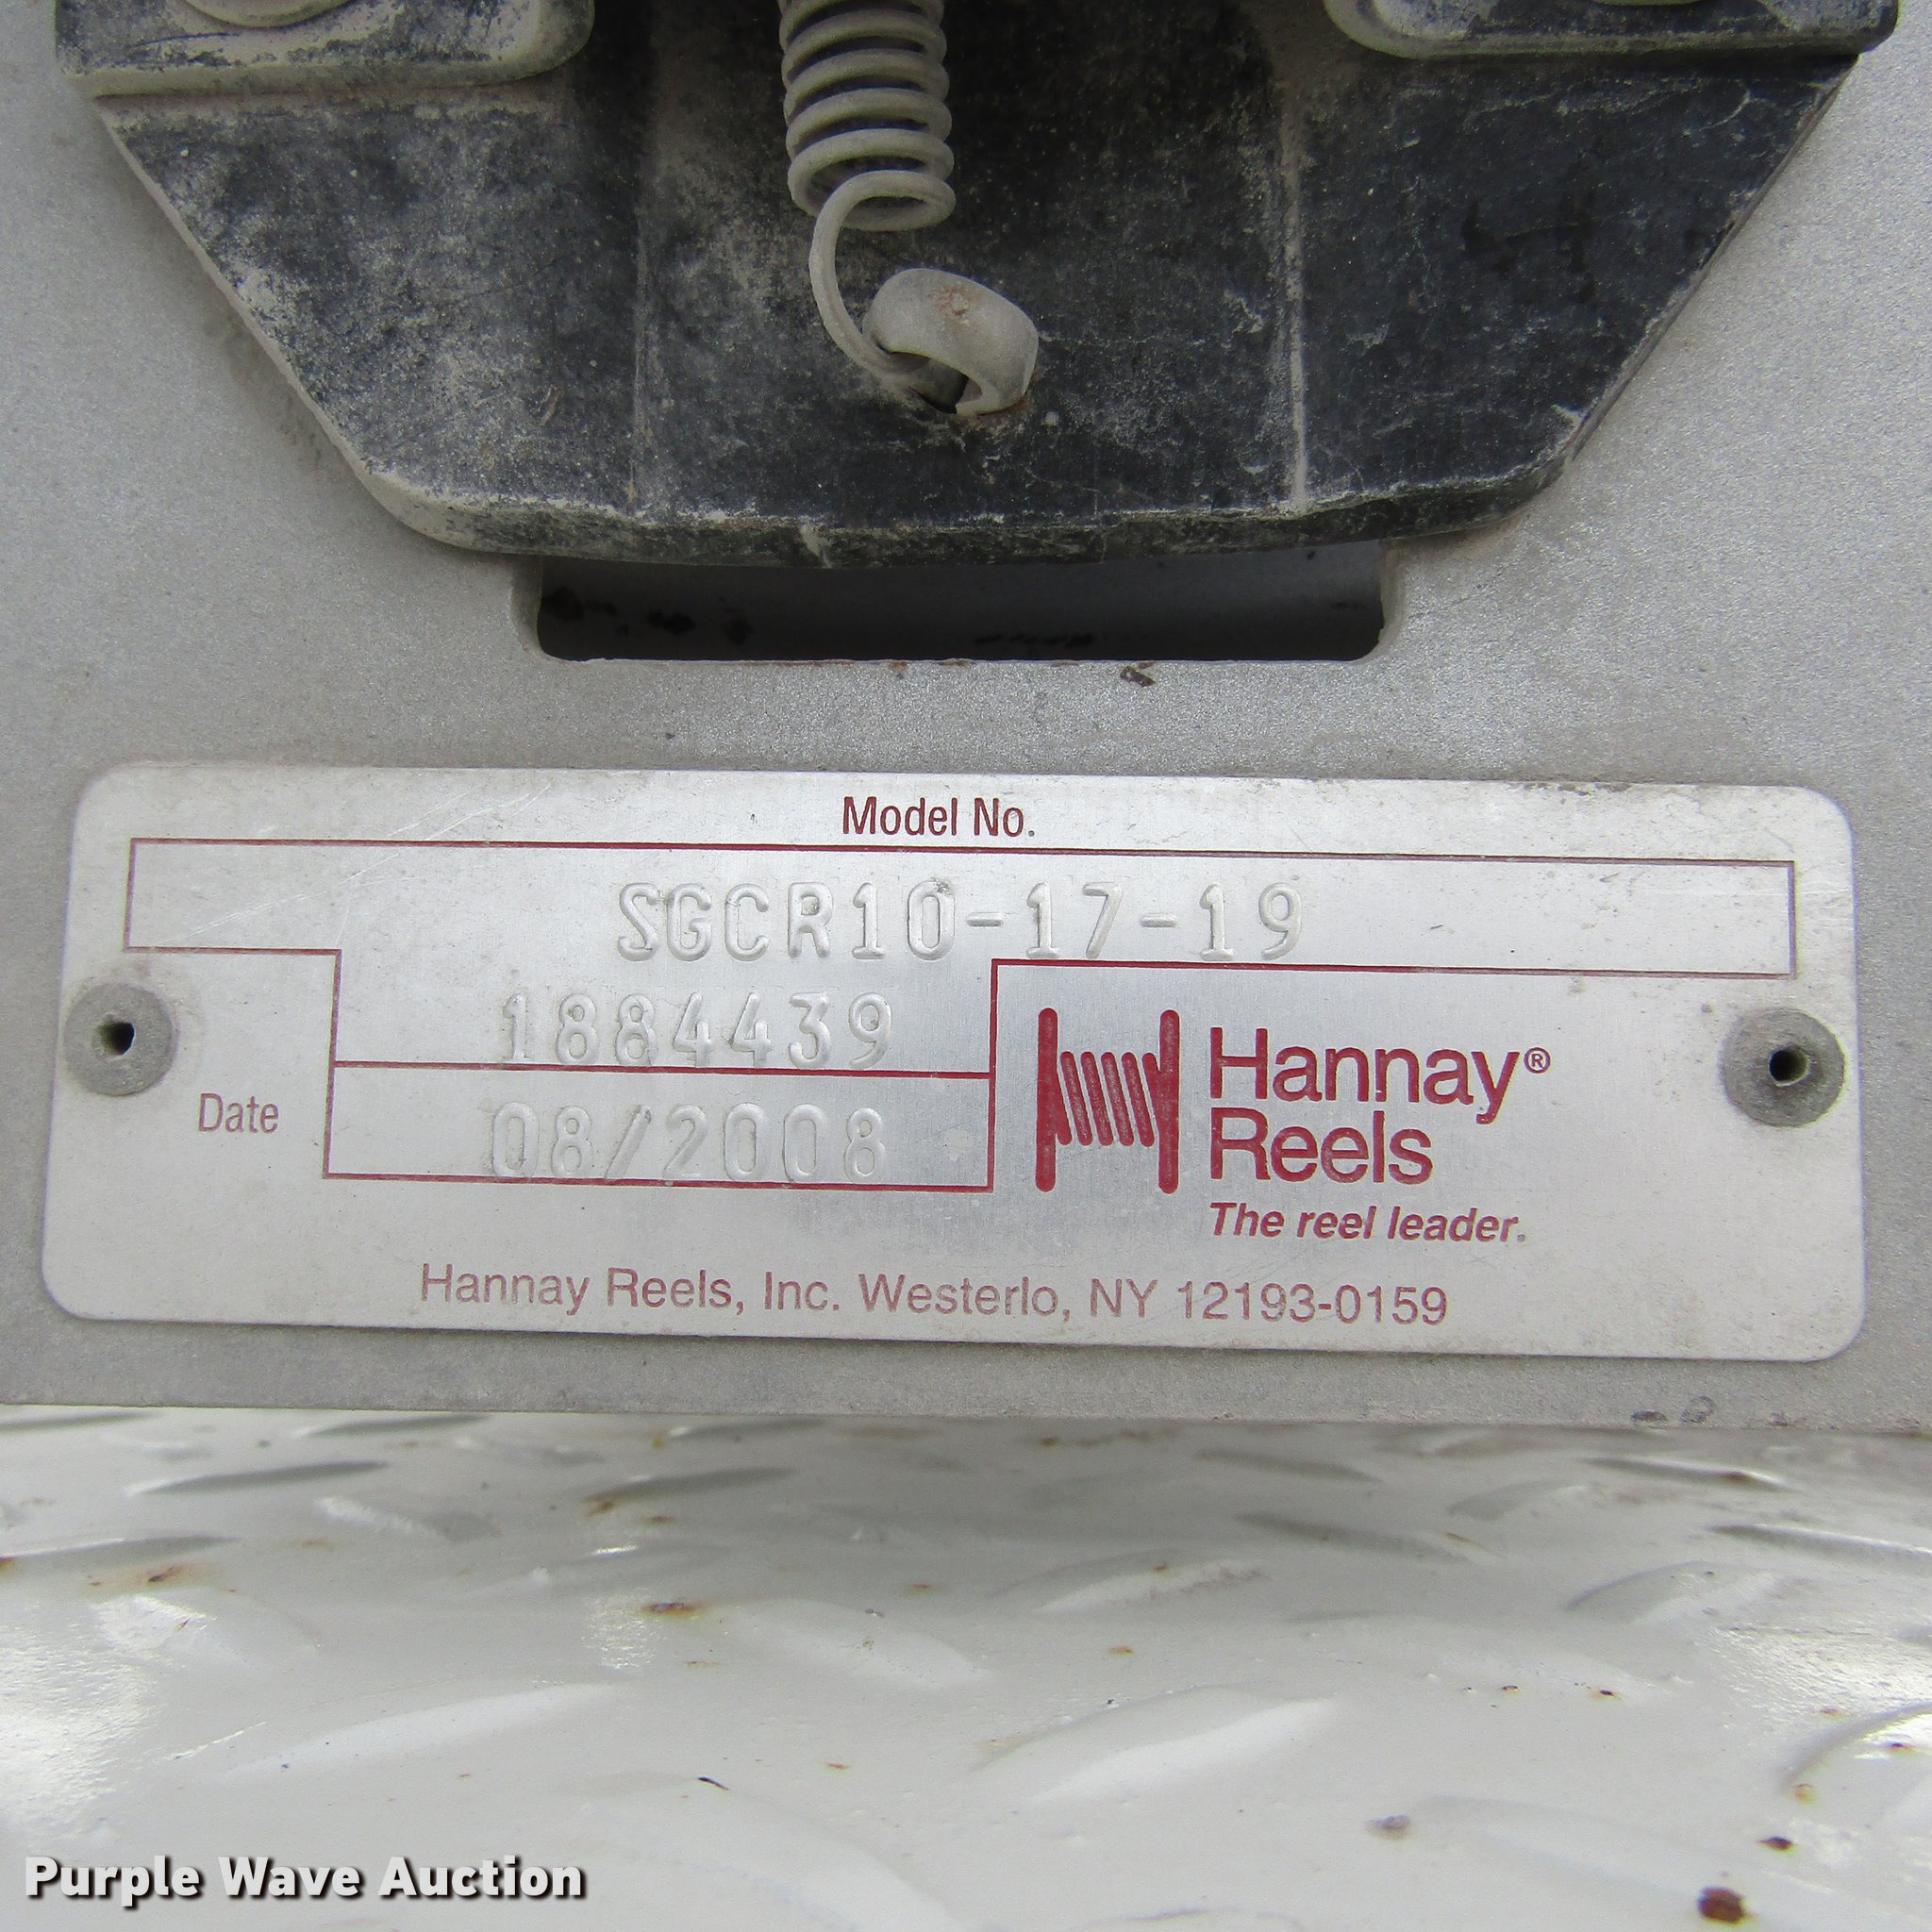 Model No.
SGCR10-17-19
1884439
Date
08/2008
Hannay®
Reels
The reel leader.
Hannay Reels, Inc. Westerlo, NY 12193-0159
Purple Wave Auction